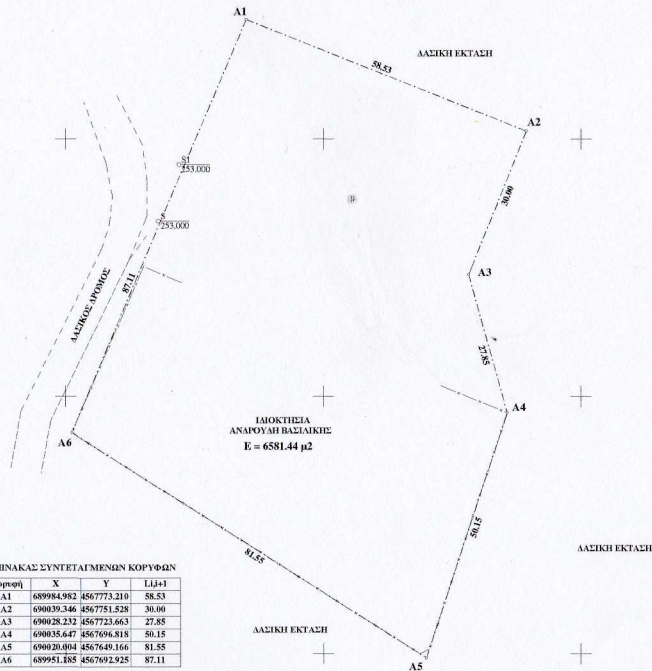 A1
ΔΑΣΙΚΗ ΕΚΤΑΣΗ
58.53
A2
S1
253.000
30.00
253.000
A3
ΔΑΣΙΚΟΣ ΔΡΟΜΟΣ
87.11
27.85
A4
ΙΔΙΟΚΤΗΣΙΑ
ΑΝΔΡΟΥΔΗ ΒΑΣΙΛΙΚΗΣ
Ε = 6581.44 μ2
A6
50.15
81.55
ΔΑΣΙΚΗ ΕΚΤΑΣΗ
ΔΑΣΙΚΗ ΕΚΤΑΣΗ
A5
ΠΙΝΑΚΑΣ ΣΥΝΤΕΤΑΓΜΕΝΩΝ ΚΟΡΥΦΩΝ
ορυφή X Y Li,i+1
A1 689984.982 4567773.210 58.53
A2 690039.346 4567751.528 30.00
A3 690028.232 4567723.663 27.85
A4 690035.647 4567696.818 50.15
A5 690020.004 4567649.166 81.55
A6 689951.185 4567692.925 87.11